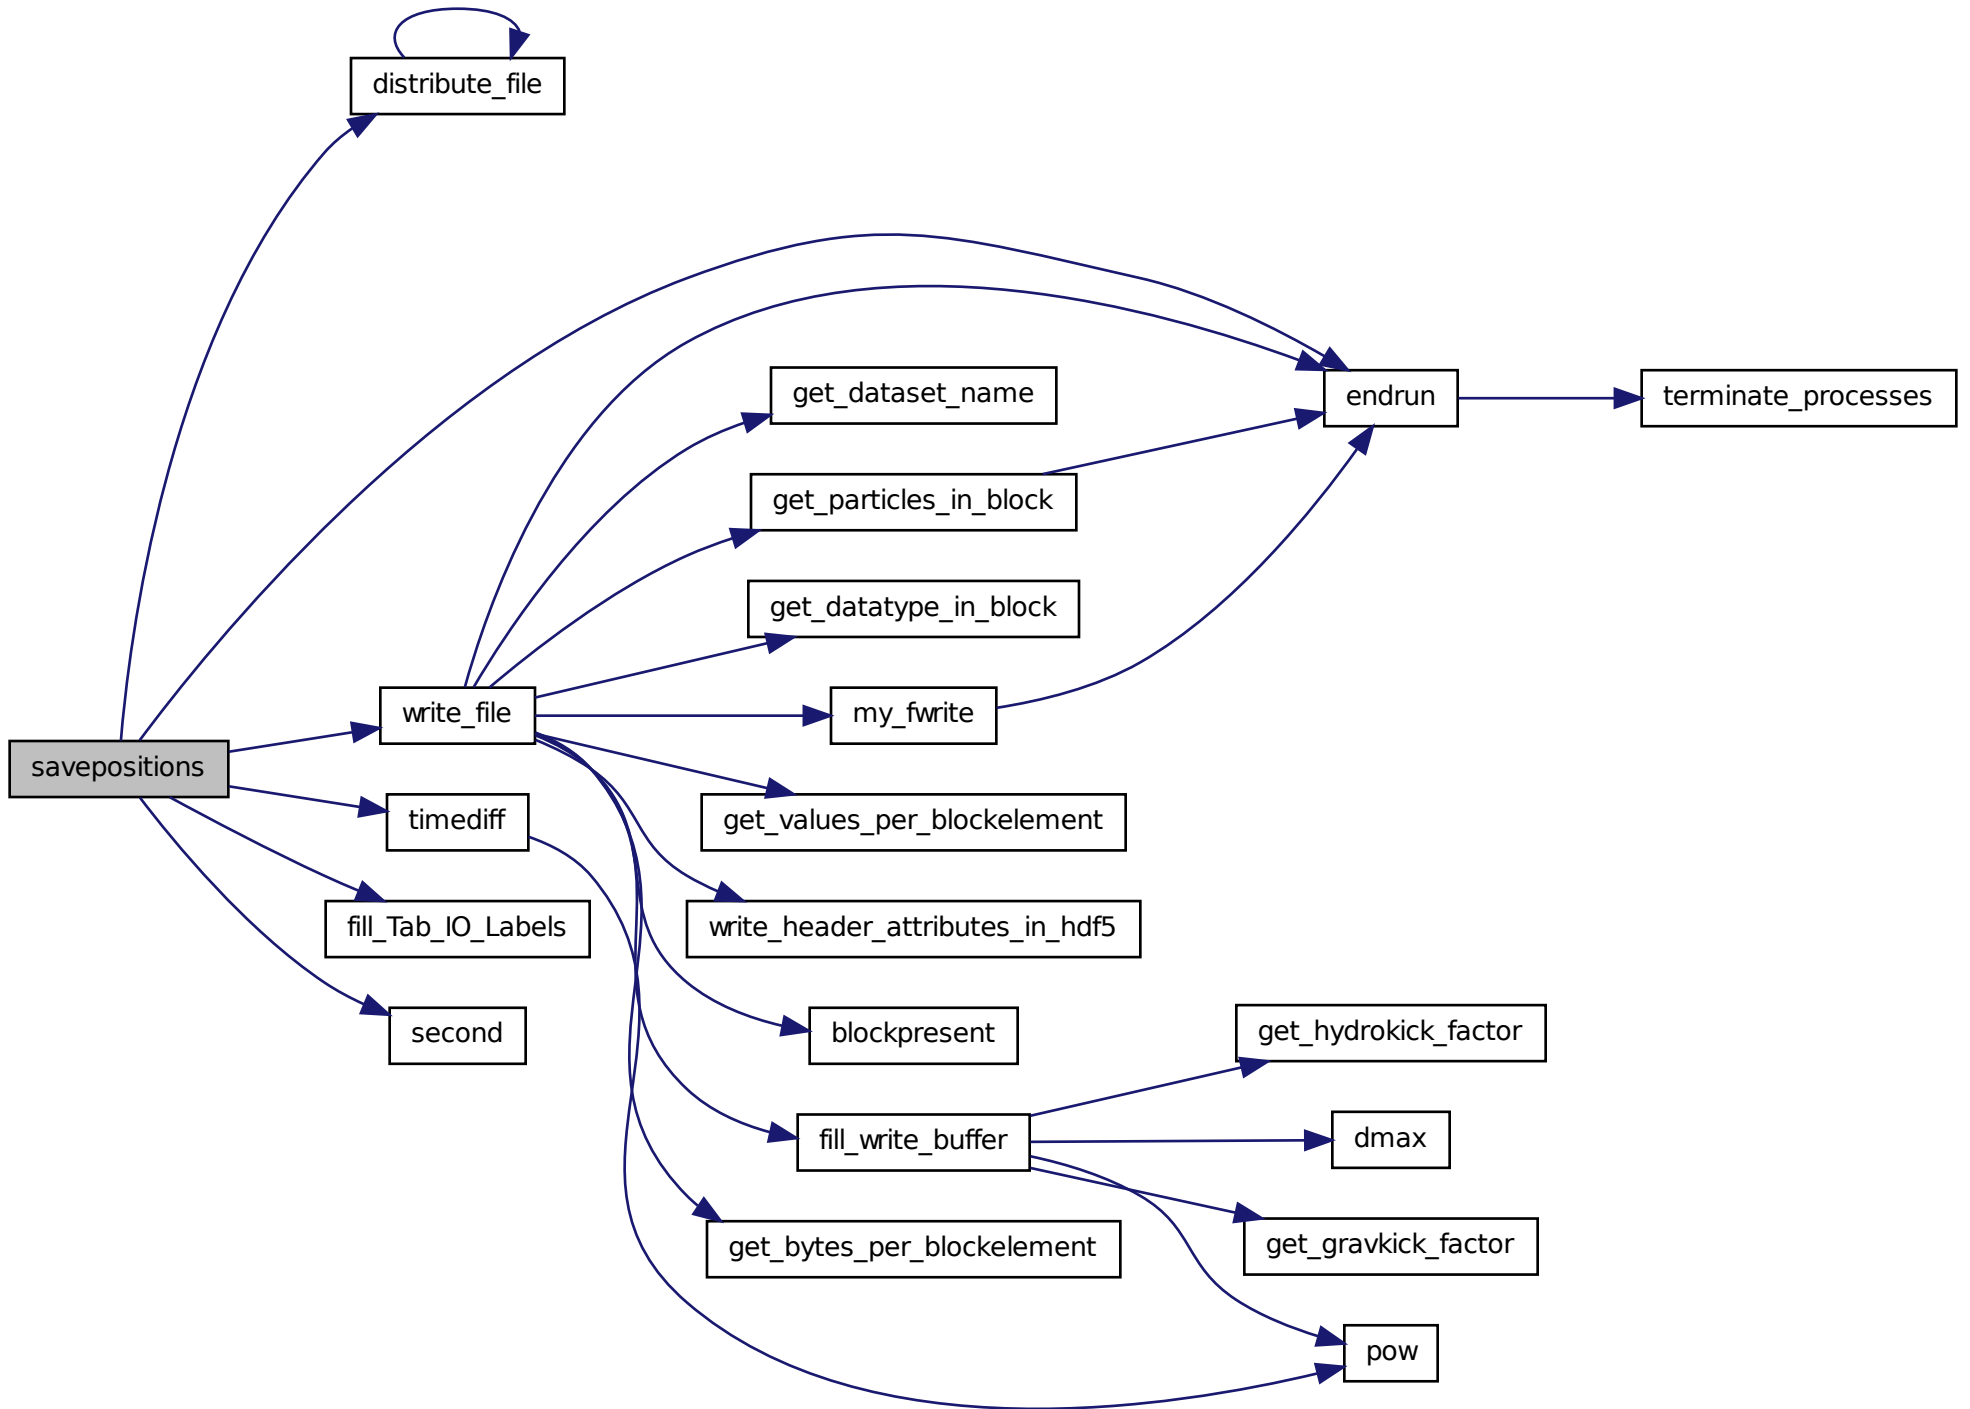 distribute_file
get_dataset_name
endrun
terminate_processes
get_particles_in_block
get_datatype_in_block
write_file
my_fwrite
savepositions
timediff
get_values_per_blockelement
fill_Tab_IO_Labels
write_header_attributes_in_hdf5
second
blockpresent
get_hydrokick_factor
fill_write_buffer
dmax
get_bytes_per_blockelement
get_gravkick_factor
pow